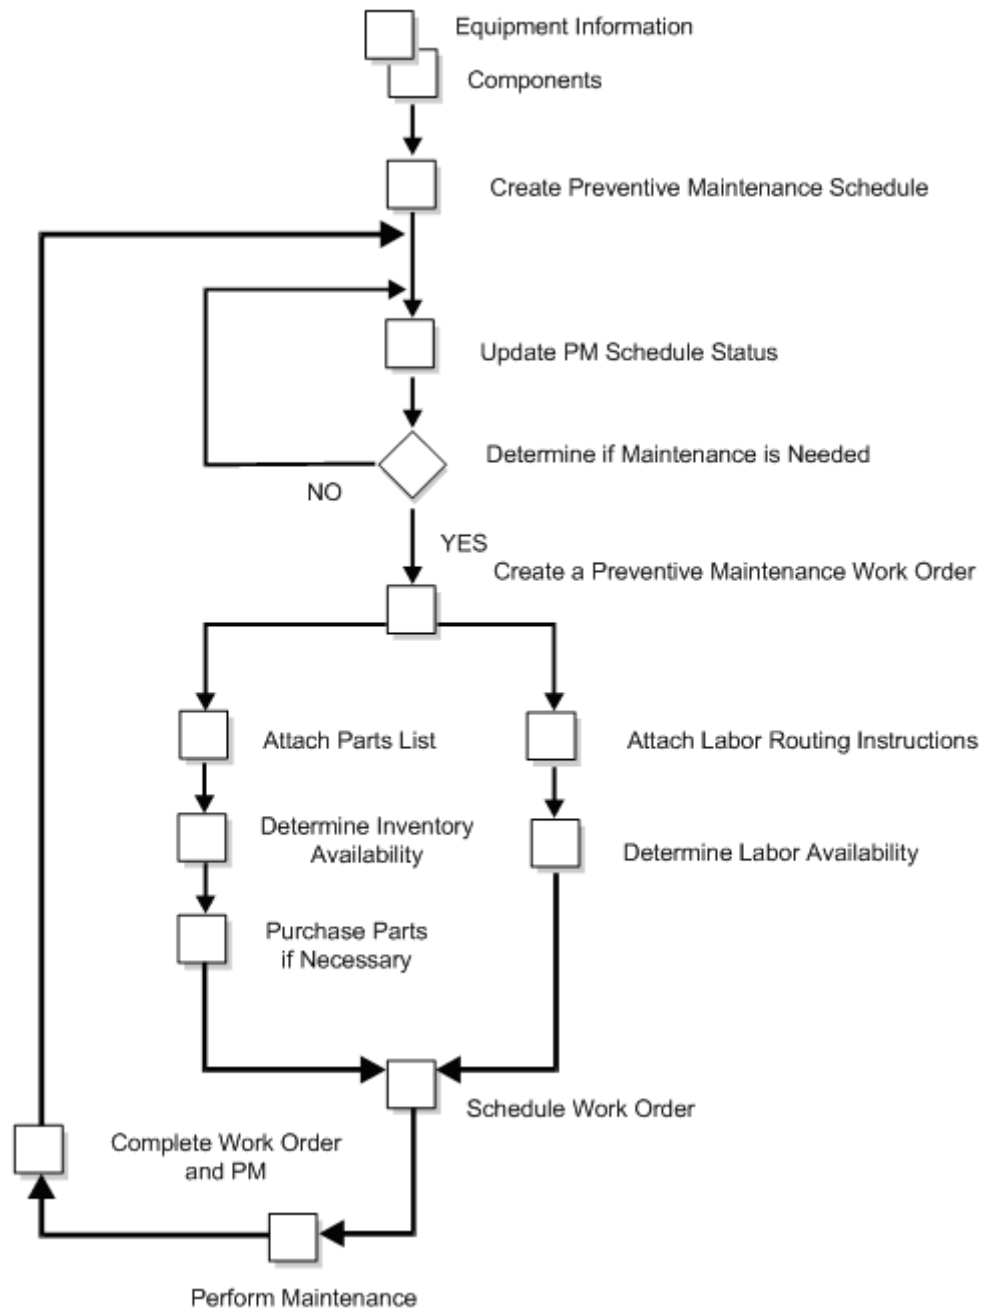 Equipment Information
Components
Create Preventive Maintenance Schedule
Update PM Schedule Status
Determine if Maintenance is Needed
NO
YES
Create a Preventive Maintenance Work Order
Attach Parts List
Attach Labor Routing Instructions
Determine Inventory
Availability
Determine Labor Availability
Purchase Parts
if Necessary
Schedule Work Order
Complete Work Order
and PM
Perform Maintenance